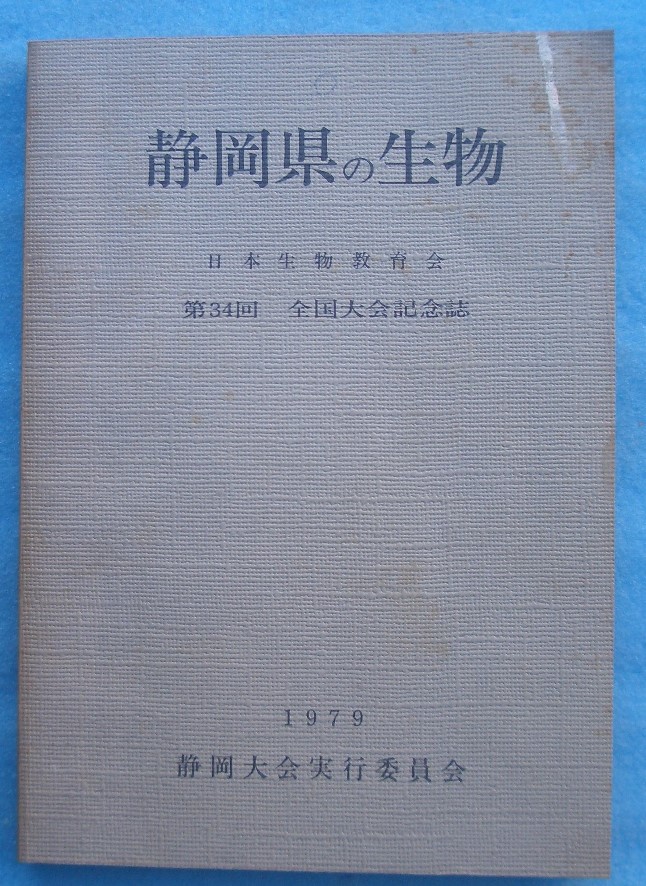 静岡県の生物
日本生物教育会
第34回 全国大会記念誌
1979
静岡大会実行委員会